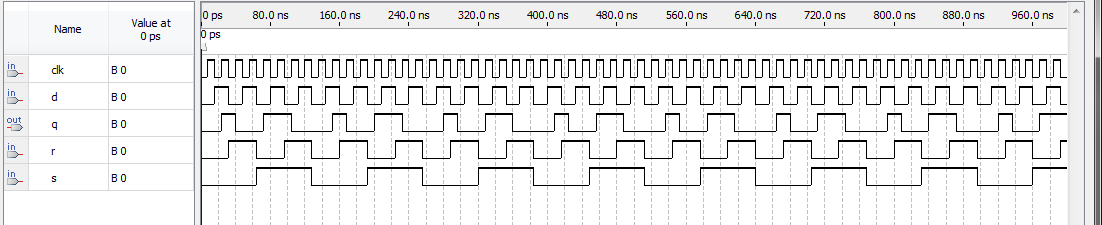 Name Value at 0 ps
0 ps 80.0 ns 160.0 ns 240.0 ns 320.0 ns 400.0 ns 480.0 ns 560.0 ns 640.0 ns 720.0 ns 800.0 ns 880.0 ns 960.0 ns
0 ps
in clk B 0
in d B 0
out q B 0
in r B 0
in s B 0